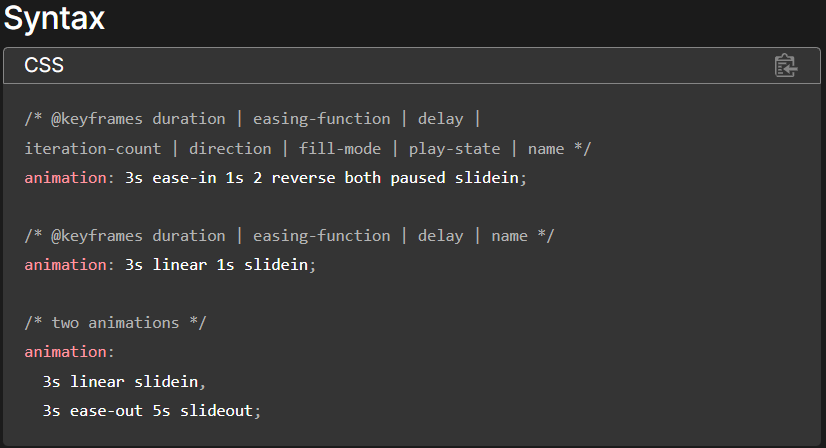 Syntax
CSS
/* @keyframes duration | easing-function | delay |
iteration-count | direction | fill-mode | play-state | name */
animation: 3s ease-in 1s 2 reverse both paused slidein;
/* @keyframes duration | easing-function | delay | name */
animation: 3s linear 1s slidein;
/* two animations */
animation:
3s linear slidein,
3s ease-out 5s slideout;